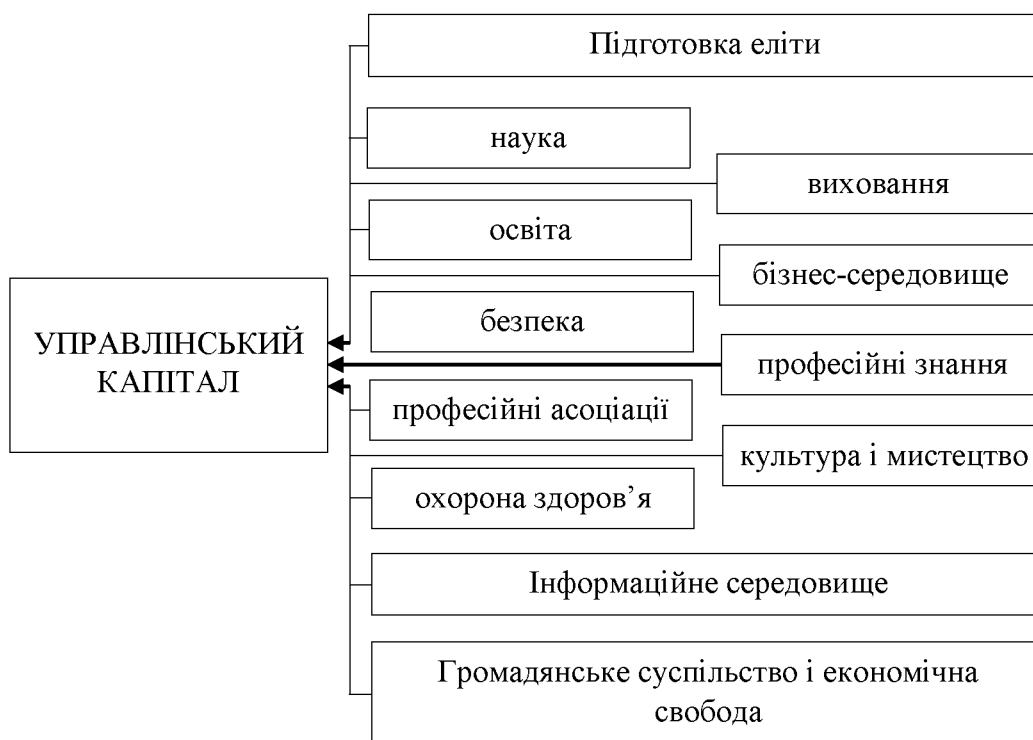 Підготовка еліти
наука
виховання
освіта
бізнес-середовище
безпека
УПРАВЛІНСЬКИЙ
КАПІТАЛ
професійні знання
професійні асоціації
культура і мистецтво
охорона здоров’я
Інформаційне середовище
Громадянське суспільство і економічна
свобода